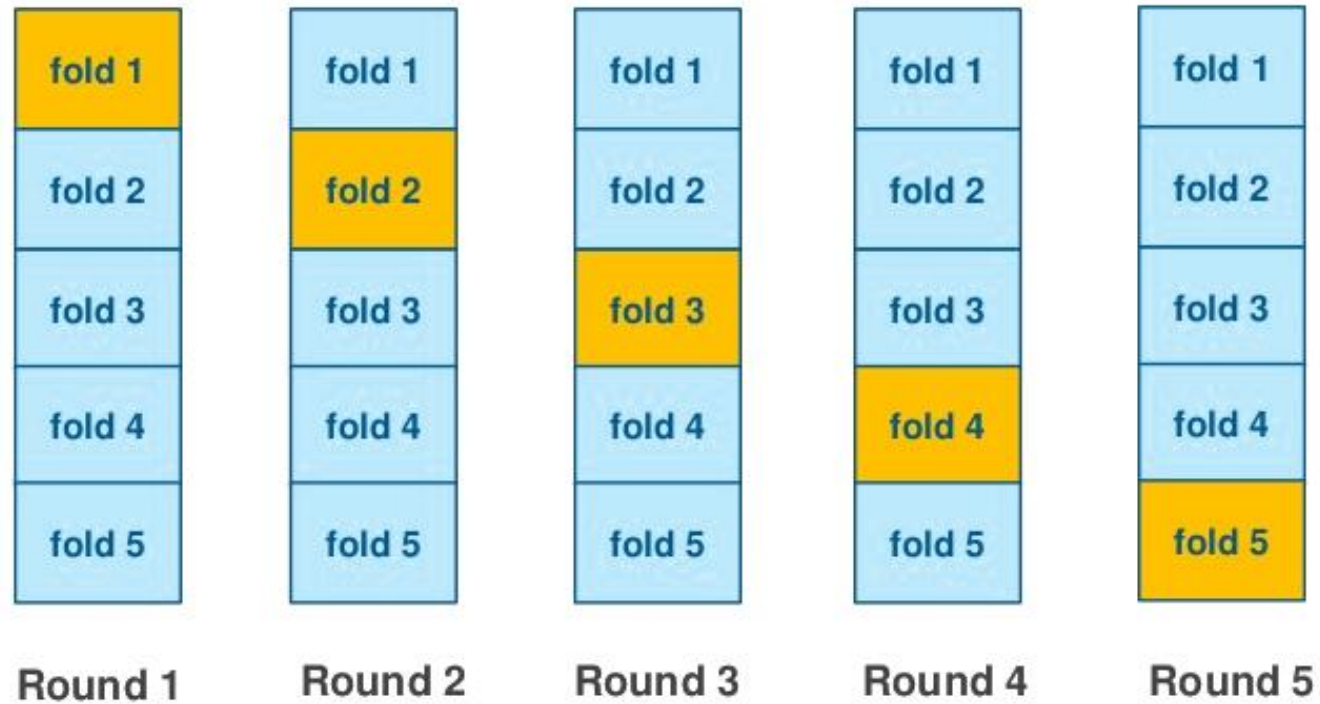 fold 1 fold 1 fold 1 fold 1 fold 1
fold 2 fold 2 fold 2 fold 2 fold 2
fold 3 fold 3 fold 3 fold 3 fold 3
fold 4 fold 4 fold 4 fold 4 fold 4
fold 5 fold 5 fold 5 fold 5 fold 5
Round 1 Round 2 Round 3 Round 4 Round 5